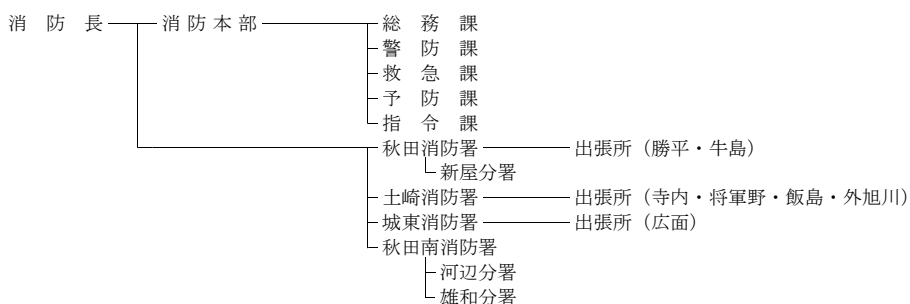 消防長 消防本部 総務課
警防課
救急課
予防課
指令課
秋田消防署 出張所（勝平・牛島）
新屋分署
土崎消防署 出張所（寺内・将軍野・飯島・外旭川）
城東消防署 出張所（広面）
秋田南消防署
河辺分署
雄和分署